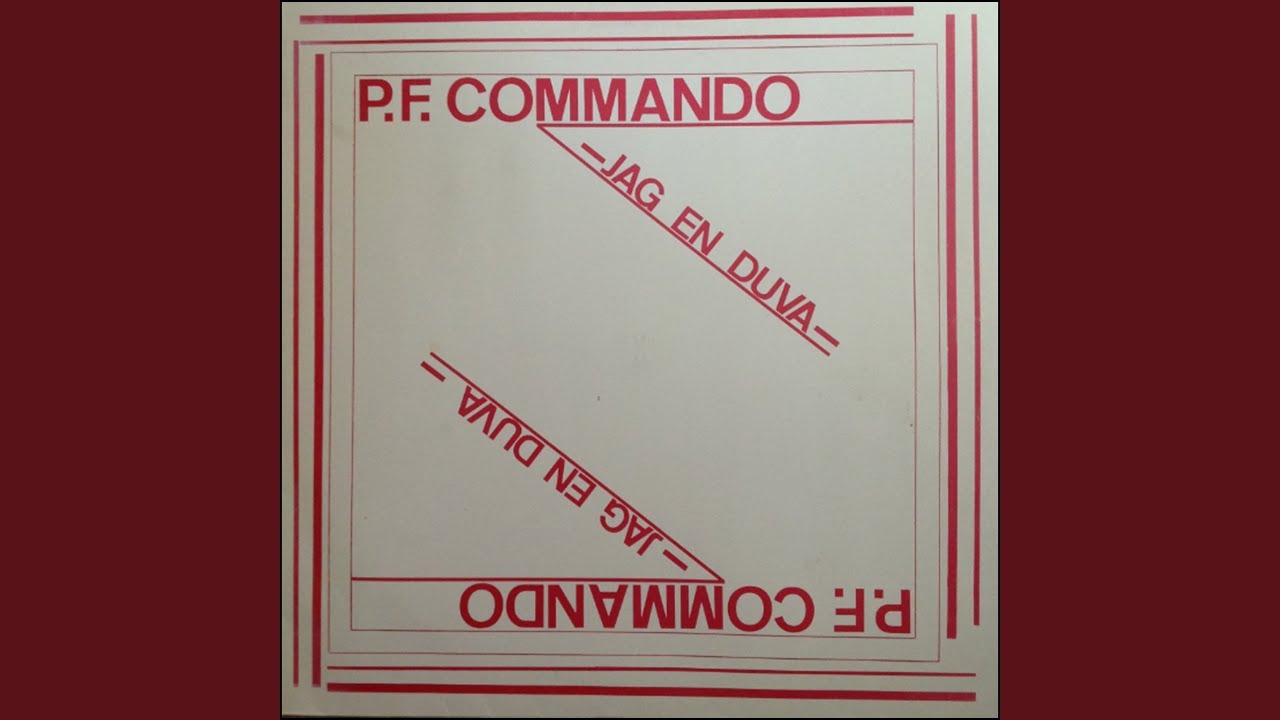 P.F. COMMANDO
–JAG EN DUVA–
–JAG EN DUVA–
P.F. COMMANDO